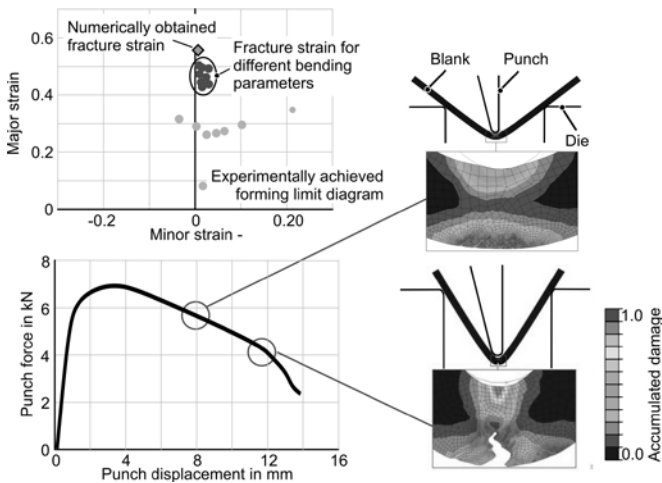 Numerically obtained
fracture strain
Fracture strain for
different bending
parameters
Experimentally achieved
forming limit diagram
Major strain
0.6
0.4
0.2
0
-0.2
0
0.20
Minor strain -
Blank
Punch
Die
Punch force in kN
8
6
4
2
0
0
4
8
12
16
Punch displacement in mm
1.0
0.0
Accumulated damage